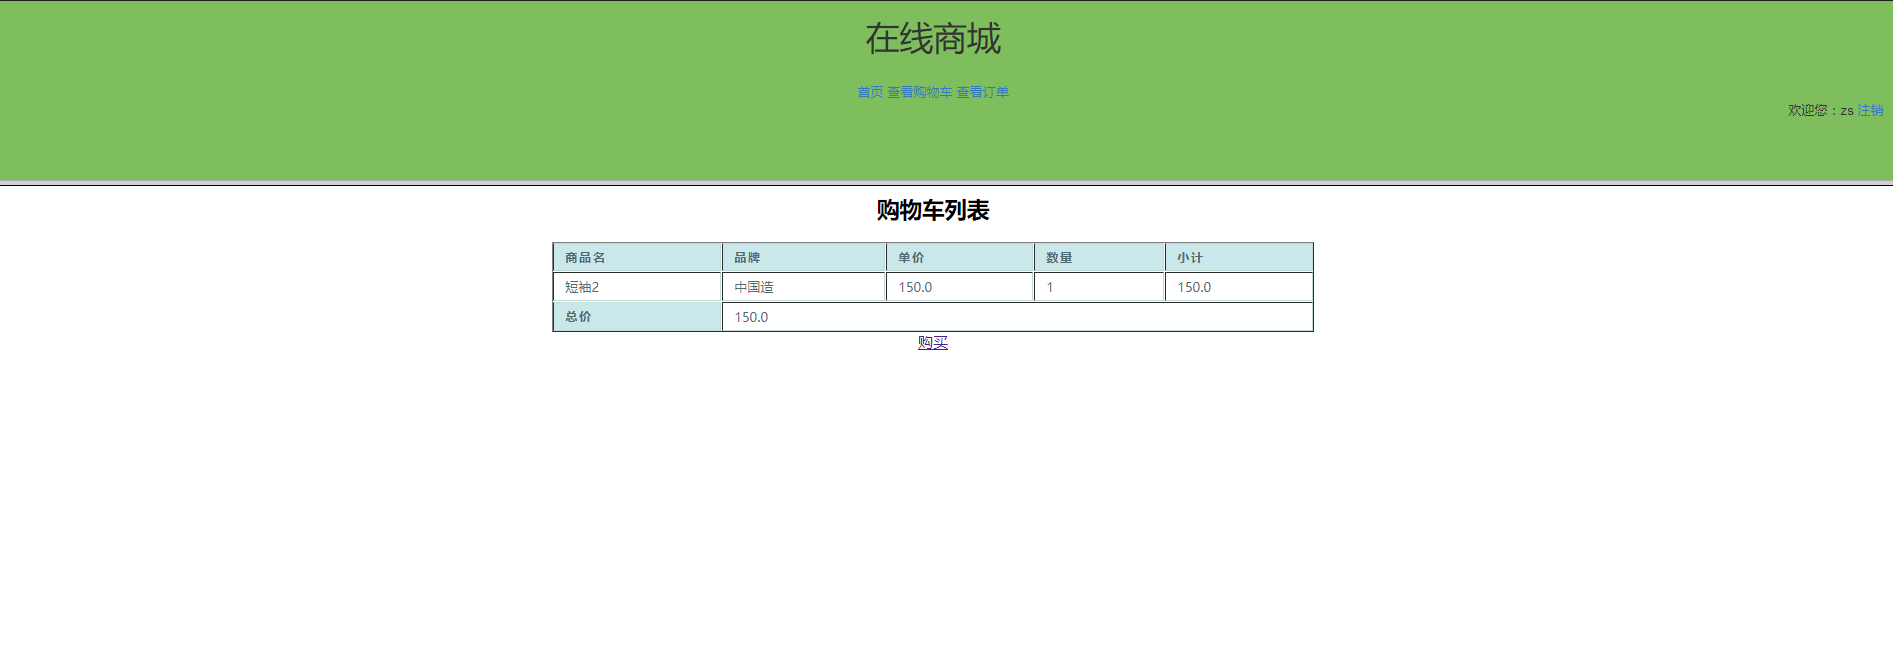 在线商城
首页 查看购物车 查看订单
欢迎您：zs 注销
购物车列表
商品名 品牌 单价 数量 小计
短袖2 中国造 150.0 1 150.0
总价 150.0
购买